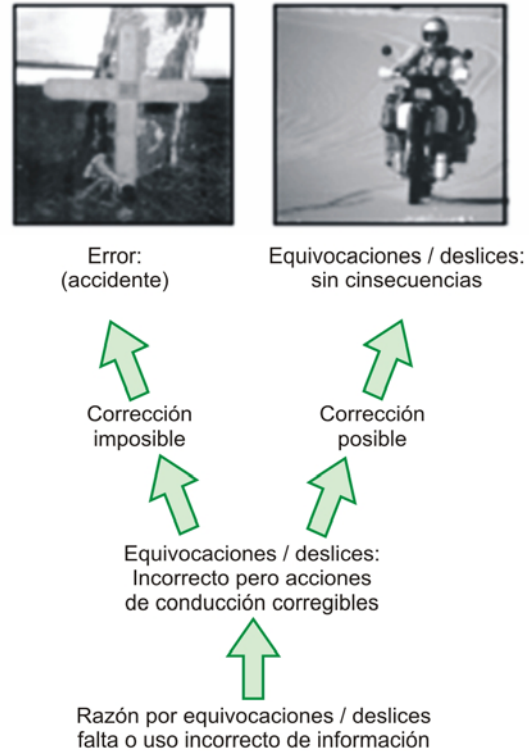 Error:
(accidente)
Equivocaciones / deslices:
sin cinsecuencias
Corrección
imposible
Corrección
posible
Equivocaciones / deslices:
Incorrecto pero acciones
de conducción corregibles
Razón por equivocaciones / deslices
falta o uso incorrecto de información